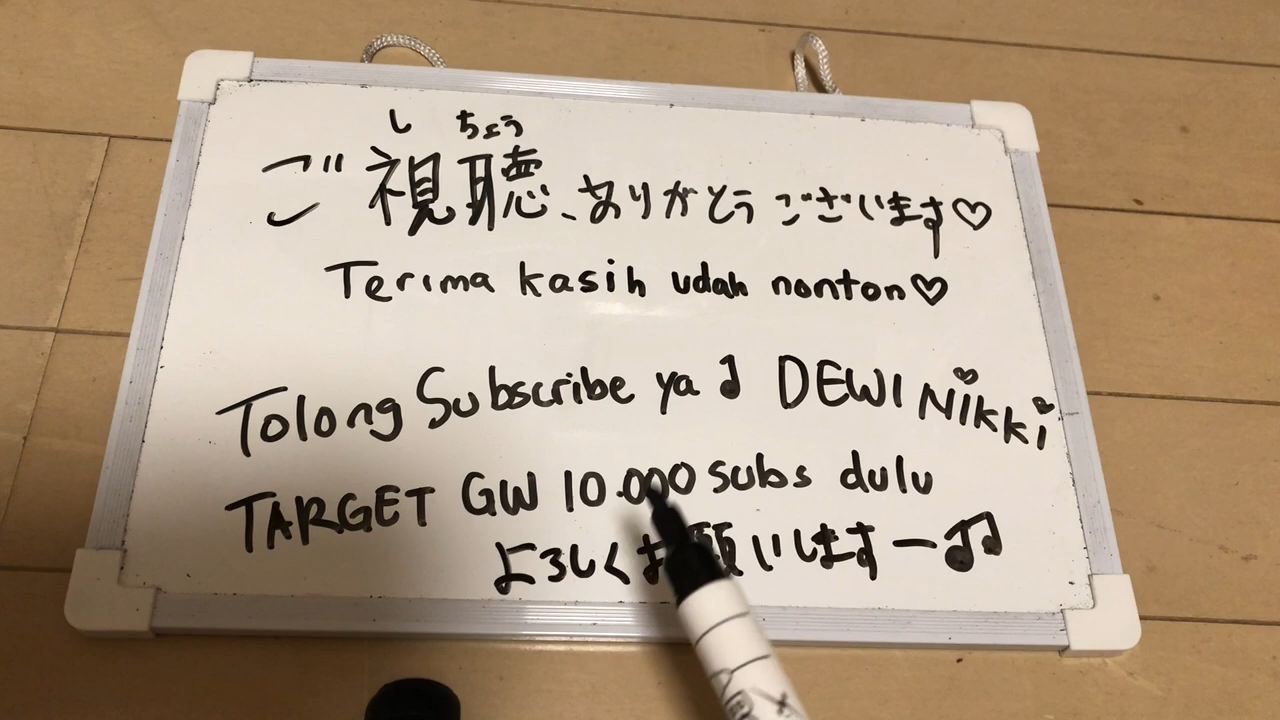 し ちょう
ご視聴、ありがとうございます♡
Terima kasih udah nonton♡
Tolong Subscribe ya♪ DEWI Nikki
TARGET GW 10.000 subs dulu
よろしくお願いしますー♫